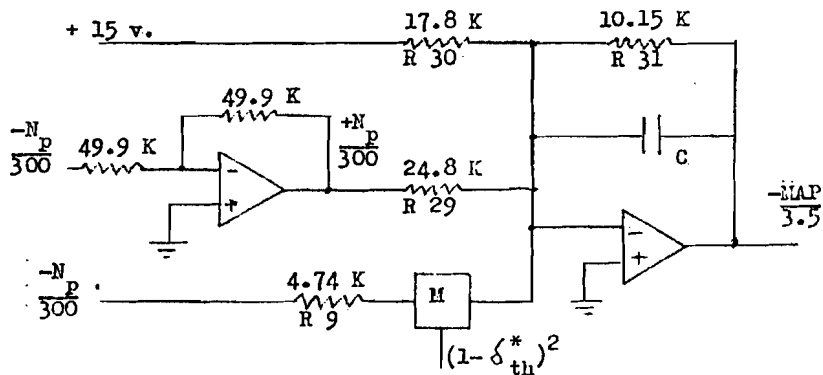 + 15 v.
17.8 K
R 30
10.15 K
R 31
49.9 K
-N_p/300
49.9 K
+N_p/300
-
+
24.8 K
R 29
C
-
+
-MAP/3.5
-N_p/300
4.74 K
R 9
M
(1-δ*_th)^2